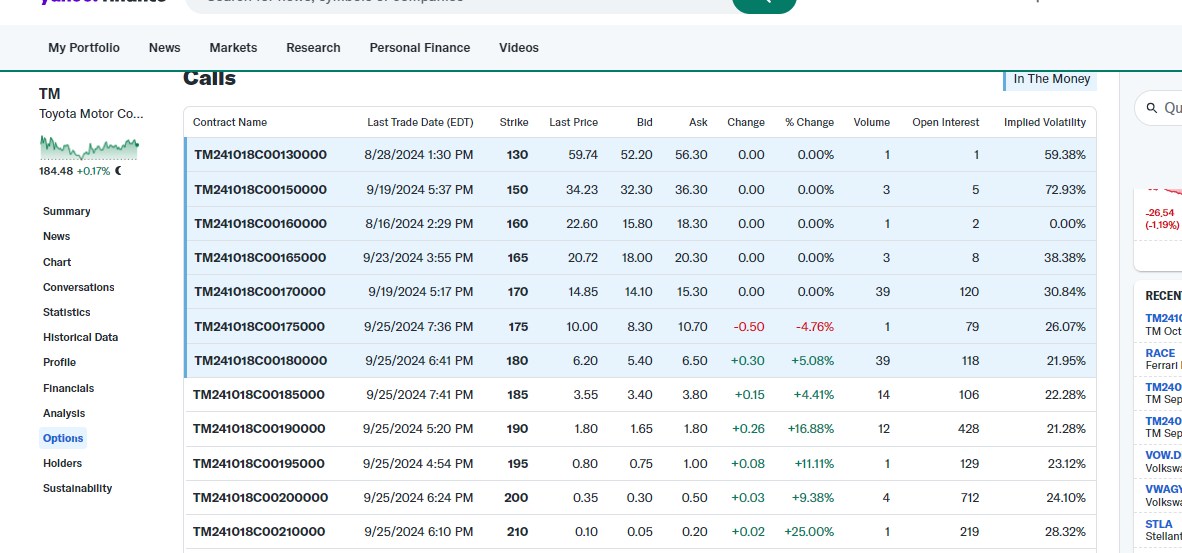 My Portfolio News Markets Research Personal Finance Videos
Calls
In The Money
TM
Toyota Motor Co...
184.48 +0.17%
Summary
News
Chart
Conversations
Statistics
Historical Data
Profile
Financials
Analysis
Options
Holders
Sustainability
Contract Name Last Trade Date (EDT) Strike Last Price Bid Ask Change % Change Volume Open Interest Implied Volatility
TM241018C00130000 8/28/2024 1:30 PM 130 59.74 52.20 56.30 0.00 0.00% 1 1 59.38%
TM241018C00150000 9/19/2024 5:37 PM 150 34.23 32.30 36.30 0.00 0.00% 3 5 72.93%
TM241018C00160000 8/16/2024 2:29 PM 160 22.60 15.80 18.30 0.00 0.00% 1 2 0.00%
TM241018C00165000 9/23/2024 3:55 PM 165 20.72 18.00 20.30 0.00 0.00% 3 8 38.38%
TM241018C00170000 9/19/2024 5:17 PM 170 14.85 14.10 15.30 0.00 0.00% 39 120 30.84%
TM241018C00175000 9/25/2024 7:36 PM 175 10.00 8.30 10.70 -0.50 -4.76% 1 79 26.07%
TM241018C00180000 9/25/2024 6:41 PM 180 6.20 5.40 6.50 +0.30 +5.08% 39 118 21.95%
TM241018C00185000 9/25/2024 7:41 PM 185 3.55 3.40 3.80 +0.15 +4.41% 14 106 22.28%
TM241018C00190000 9/25/2024 5:20 PM 190 1.80 1.65 1.80 +0.26 +16.88% 12 428 21.28%
TM241018C00195000 9/25/2024 4:54 PM 195 0.80 0.75 1.00 +0.08 +11.11% 1 129 23.12%
TM241018C00200000 9/25/2024 6:24 PM 200 0.35 0.30 0.50 +0.03 +9.38% 4 712 24.10%
TM241018C00210000 9/25/2024 6:10 PM 210 0.10 0.05 0.20 +0.02 +25.00% 1 219 28.32%
Qu
-26,54
(-1,19%)
RECENT
TM241
TM Oct
RACE
Ferrari
TM240
TM Sep
TM240
TM Sep
VOW.D
Volksw
VWAGY
Volksw
STLA
Stellant